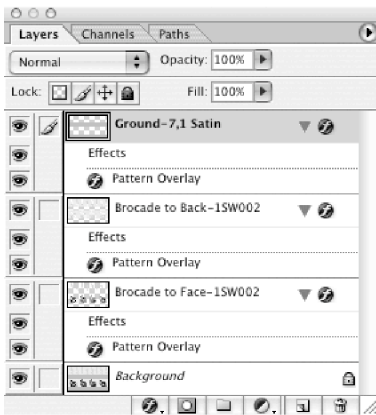 Layers Channels Paths
Normal Opacity: 100%
Lock: Fill: 100%
Ground-7,1 Satin
Effects
Pattern Overlay
Brocade to Back-1SW002
Effects
Pattern Overlay
Brocade to Face-1SW002
Effects
Pattern Overlay
Background